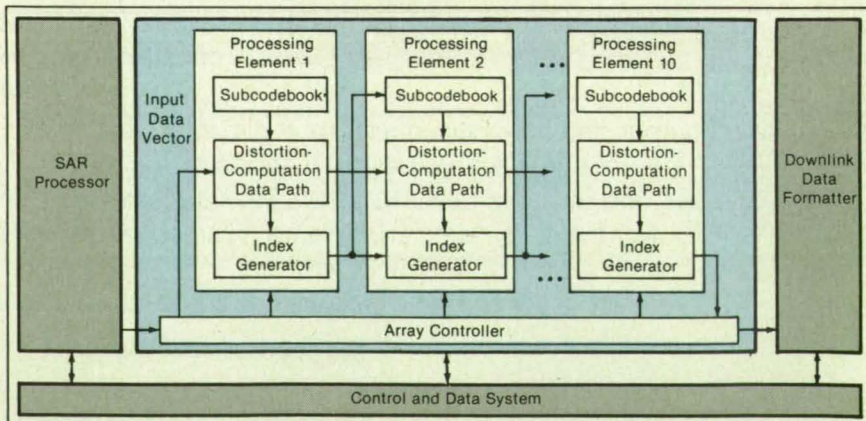 Processing
Element 1
Processing
Element 2
Processing
Element 10
Input
Data
Vector
Subcodebook
Subcodebook
Subcodebook
SAR
Processor
Distortion-
Computation
Data Path
Distortion-
Computation
Data Path
Distortion-
Computation
Data Path
Downlink
Data
Formatter
Index
Generator
Index
Generator
Index
Generator
Array Controller
Control and Data System